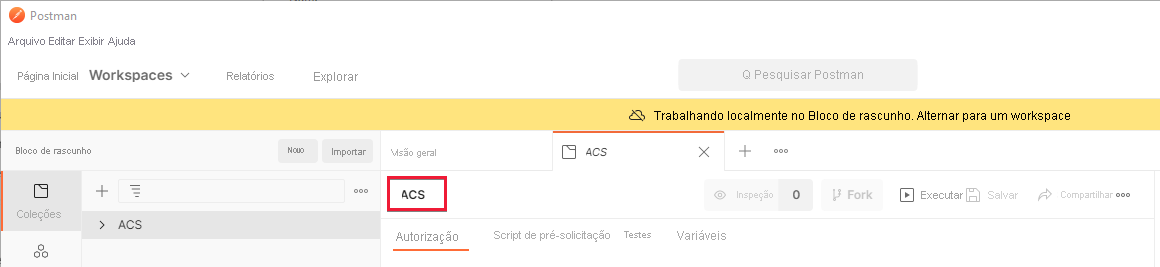 Postman
Arquivo Editar Exibir Ajuda
Página Inicial Workspaces Relatórios Explorar Q Pesquisar Postman
Trabalhando localmente no Bloco de rascunho. Alternar para um workspace
Bloco de rascunho Novo Importar Visão geral ACS
Coleções
ACS
ACS Inspeção 0 Fork Executar Salvar Compartilhar
Autorização Script de pré-solicitação Testes Variáveis